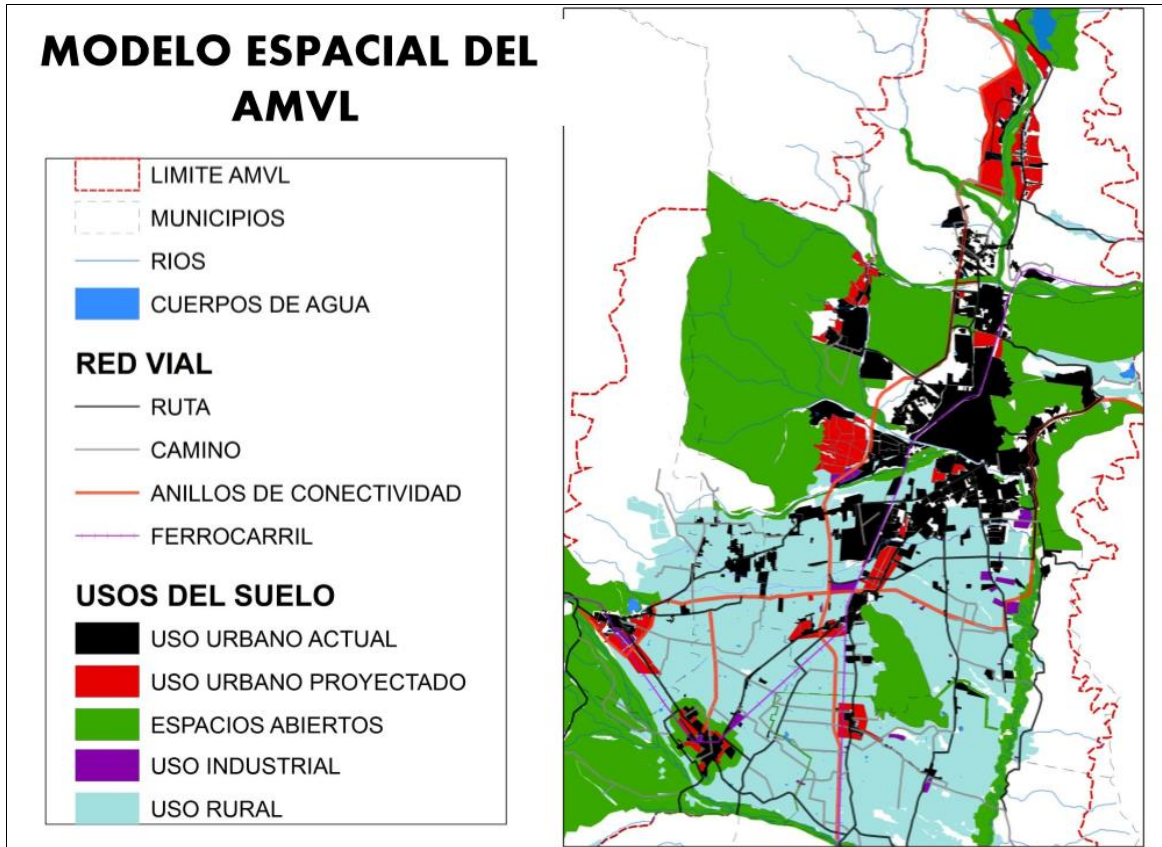 MODELO ESPACIAL DEL
AMVL
LIMITE AMVL
MUNICIPIOS
RIOS
CUERPOS DE AGUA
RED VIAL
RUTA
CAMINO
ANILLOS DE CONECTIVIDAD
FERROCARRIL
USOS DEL SUELO
USO URBANO ACTUAL
USO URBANO PROYECTADO
ESPACIOS ABIERTOS
USO INDUSTRIAL
USO RURAL